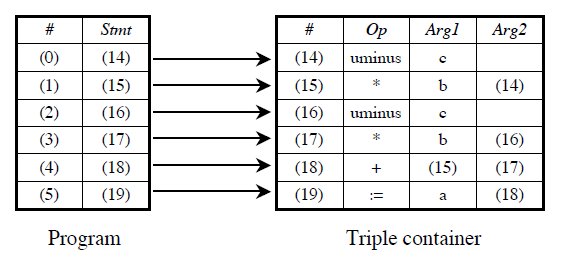 # Stmt # Op Arg1 Arg2
(0) (14) (14) uminus c
(1) (15) (15) * b (14)
(2) (16) (16) uminus c
(3) (17) (17) * b (16)
(4) (18) (18) + (15) (17)
(5) (19) (19) := a (18)
Program Triple container